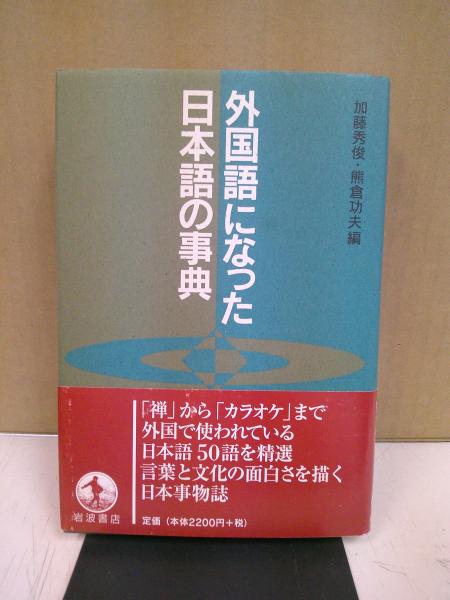 外国語になった
日本語の事典
加藤秀俊・熊倉功夫 編
「禅」から「カラオケ」まで
外国で使われている
日本語50語を精選
言葉と文化の面白さを描く
日本事物誌
岩波書店
定価（本体2200円＋税）